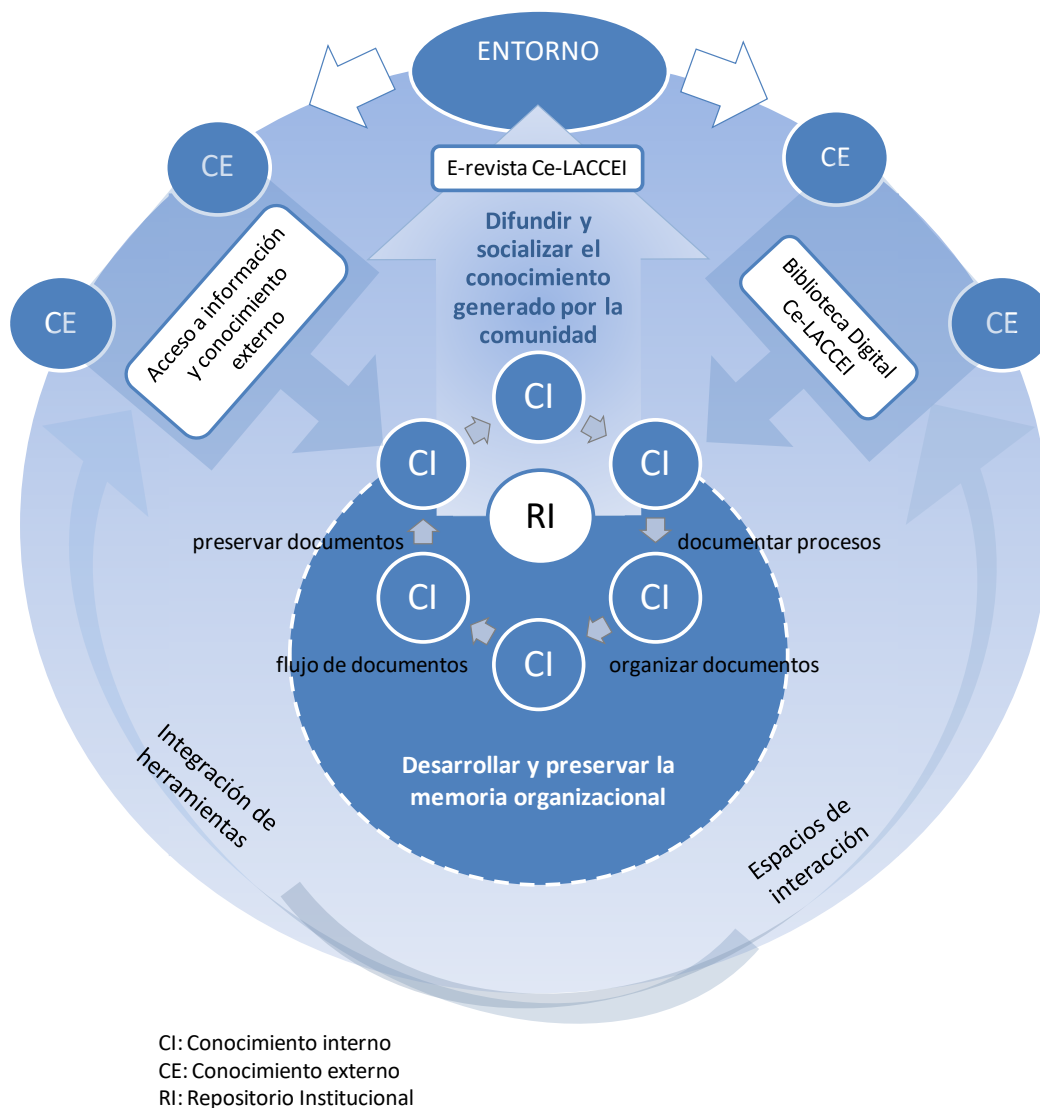 ENTORNO
CE
CE
E-revista Ce-LACCEI
Difundir y
socializar el
conocimiento
generado por la
comunidad
Acceso a información
y conocimiento
externo
Biblioteca Digital
Ce-LACCEI
CE
CE
CI
CI
CI
RI
preservar documentos
documentar procesos
CI
CI
CI
flujo de documentos
organizar documentos
Desarrollar y preservar la
memoria organizacional
Integración de
herramientas
Espacios de
interacción
CI: Conocimiento interno
CE: Conocimiento externo
RI: Repositorio Institucional